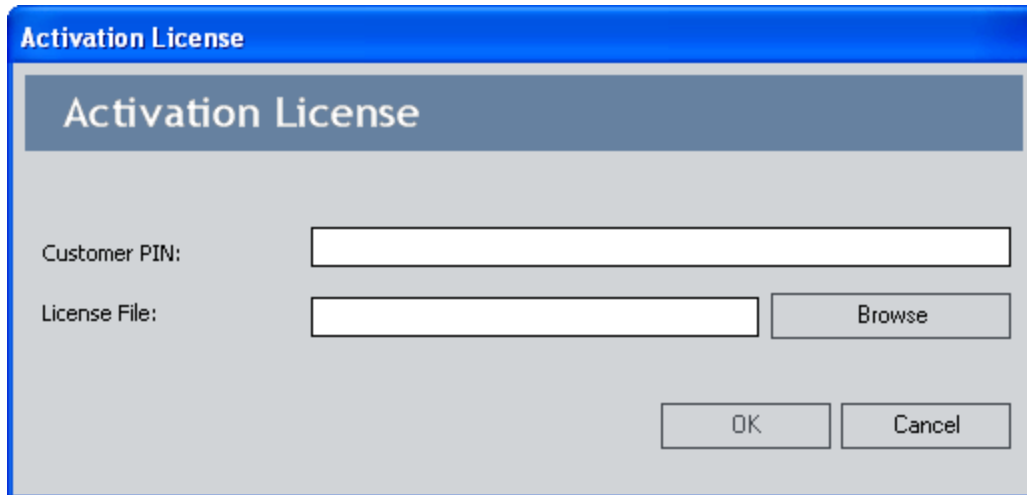 Activation License
Activation License
Customer PIN:
License File:
Browse
OK
Cancel